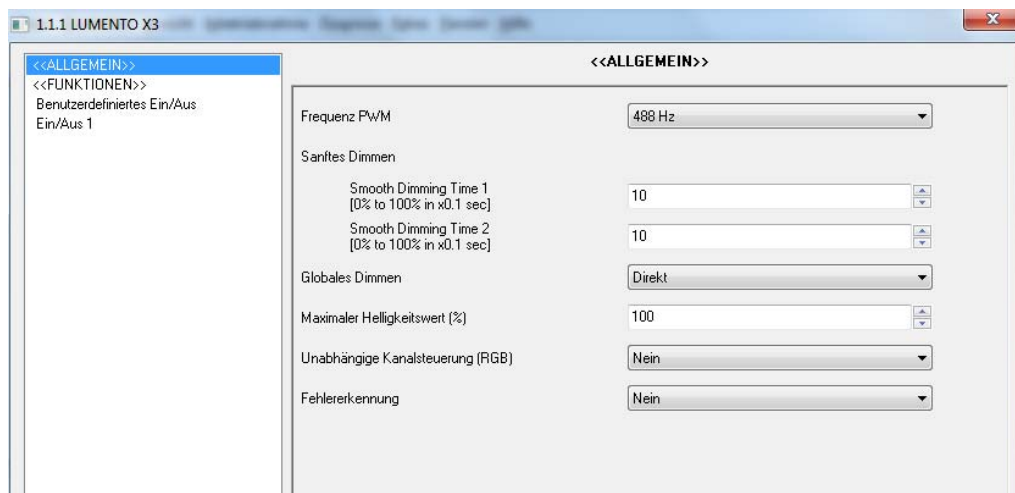 1.1.1 LUMENTO X3
<<ALLGEMEIN>>
<<FUNKTIONEN>>
Benutzerdefiniertes Ein/Aus
Ein/Aus 1
<<ALLGEMEIN>>
Frequenz PWM
488 Hz
Sanftes Dimmen
Smooth Dimming Time 1
[0% to 100% in x0.1 sec]
10
Smooth Dimming Time 2
[0% to 100% in x0.1 sec]
10
Globales Dimmen
Direkt
Maximaler Helligkeitswert (%)
100
Unabhängige Kanalsteuerung (RGB)
Nein
Fehlererkennung
Nein